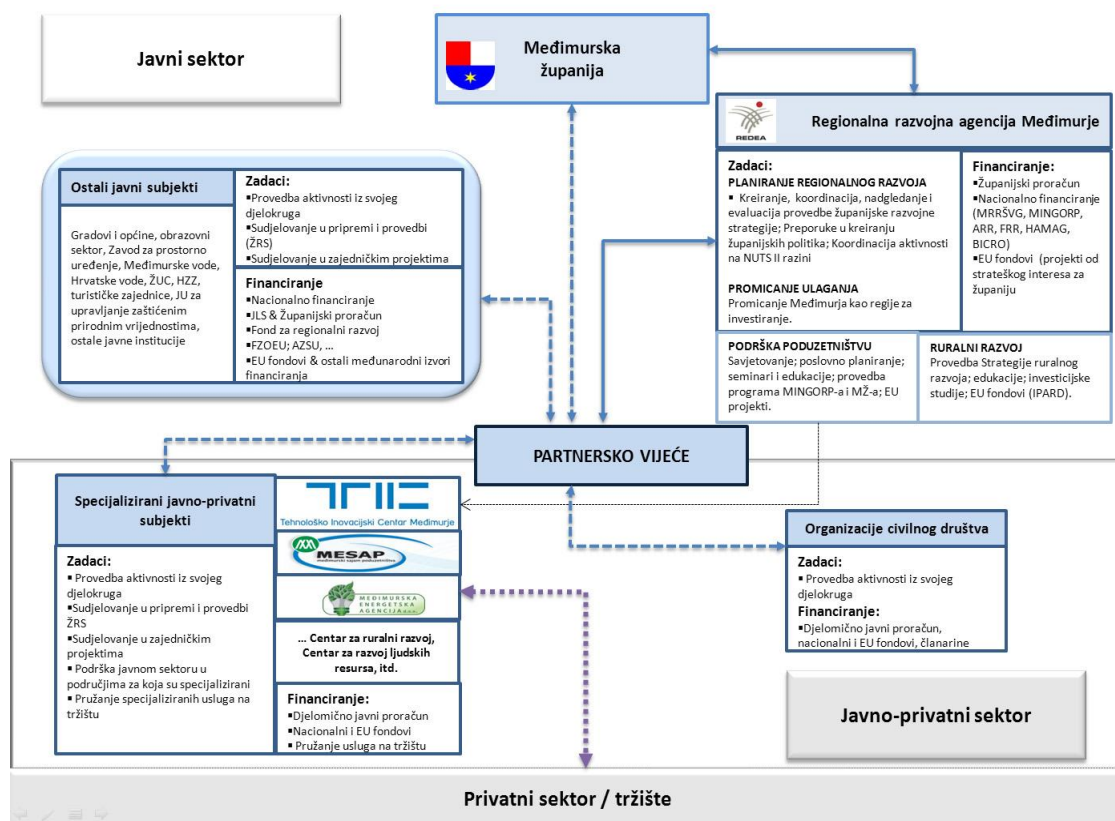 Javni sektor
Međimurska
županija
REDEA
Regionalna razvojna agencija Međimurje
Zadaci:
PLANIRANJE REGIONALNOG RAZVOJA
▪ Kreiranje, koordinacija, nadgledanje i
evaluacija provedbe županijske razvojne
strategije; Preporuke u kreiranju
županijskih politika; Koordinacija aktivnosti
na NUTS II razini
PROMICANJE ULAGANJA
Promicanje Međimurja kao regije za
investiranje.
Financiranje:
▪Županijski proračun
▪Nacionalno financiranje
(MRRŠVG, MINGORP,
ARR, FRR, HAMAG,
BICRO)
▪EU fondovi (projekti od
strateškog interesa za
županiju
PODRŠKA PODUZETNIŠTVU
Savjetovanje; poslovno planiranje;
seminari i edukacije; provedba
programa MINGORP-a i MŽ-a; EU
projekti.
RURALNI RAZVOJ
Provedba Strategije ruralnog
razvoja; edukacije; investicijske
studije; EU fondovi (IPARD).
Ostali javni subjekti
Gradovi i općine, obrazovni
sektor, Zavod za prostorno
uređenje, Međimurske vode,
Hrvatske vode, ŽUC, HZZ,
turističke zajednice, JU za
upravljanje zaštićenim
prirodnim vrijednostima,
ostale javne institucije
Zadaci:
▪Provedba aktivnosti iz svojeg
djelokruga
▪Sudjelovanje u pripremi i provedbi
(ŽRS)
▪Sudjelovanje u zajedničkim projektima
Financiranje
▪Nacionalno financiranje
▪JLS & Županijski proračun
▪Fond za regionalni razvoj
▪FZOEU; AZSU, ...
▪EU fondovi & ostali međunarodni izvori
financiranja
PARTNERSKO VIJEĆE
Specijalizirani javno-privatni
subjekti
Zadaci:
▪ Provedba aktivnosti iz svojeg
djelokruga
▪Sudjelovanje u pripremi i provedbi
ŽRS
▪Sudjelovanje u zajedničkim
projektima
▪ Podrška javnom sektoru u
područjima za koja su specijalizirani
▪ Pružanje specijaliziranih usluga na
tržištu
Tehnološko Inovacijski Centar Međimurje
MESAP
međimurski sajam poduzetništva
MEĐIMURSKA
ENERGETSKA
AGENCIJA d.o.o.
... Centar za ruralni razvoj,
Centar za razvoj ljudskih
resursa, itd.
Financiranje:
▪Djelomično javni proračun
▪Nacionalni i EU fondovi
▪ Pružanje usluga na tržištu
Organizacije civilnog društva
Zadaci:
▪ Provedba aktivnosti iz svojeg
djelokruga
Financiranje:
▪Djelomično javni proračun,
nacionalni i EU fondovi, članarine
Javno-privatni sektor
Privatni sektor / tržište